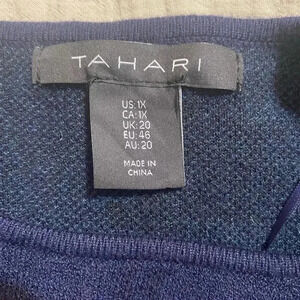 TAHARI
US: 1X
CA: 1X
UK: 20
EU: 46
AU: 20
MADE IN
CHINA